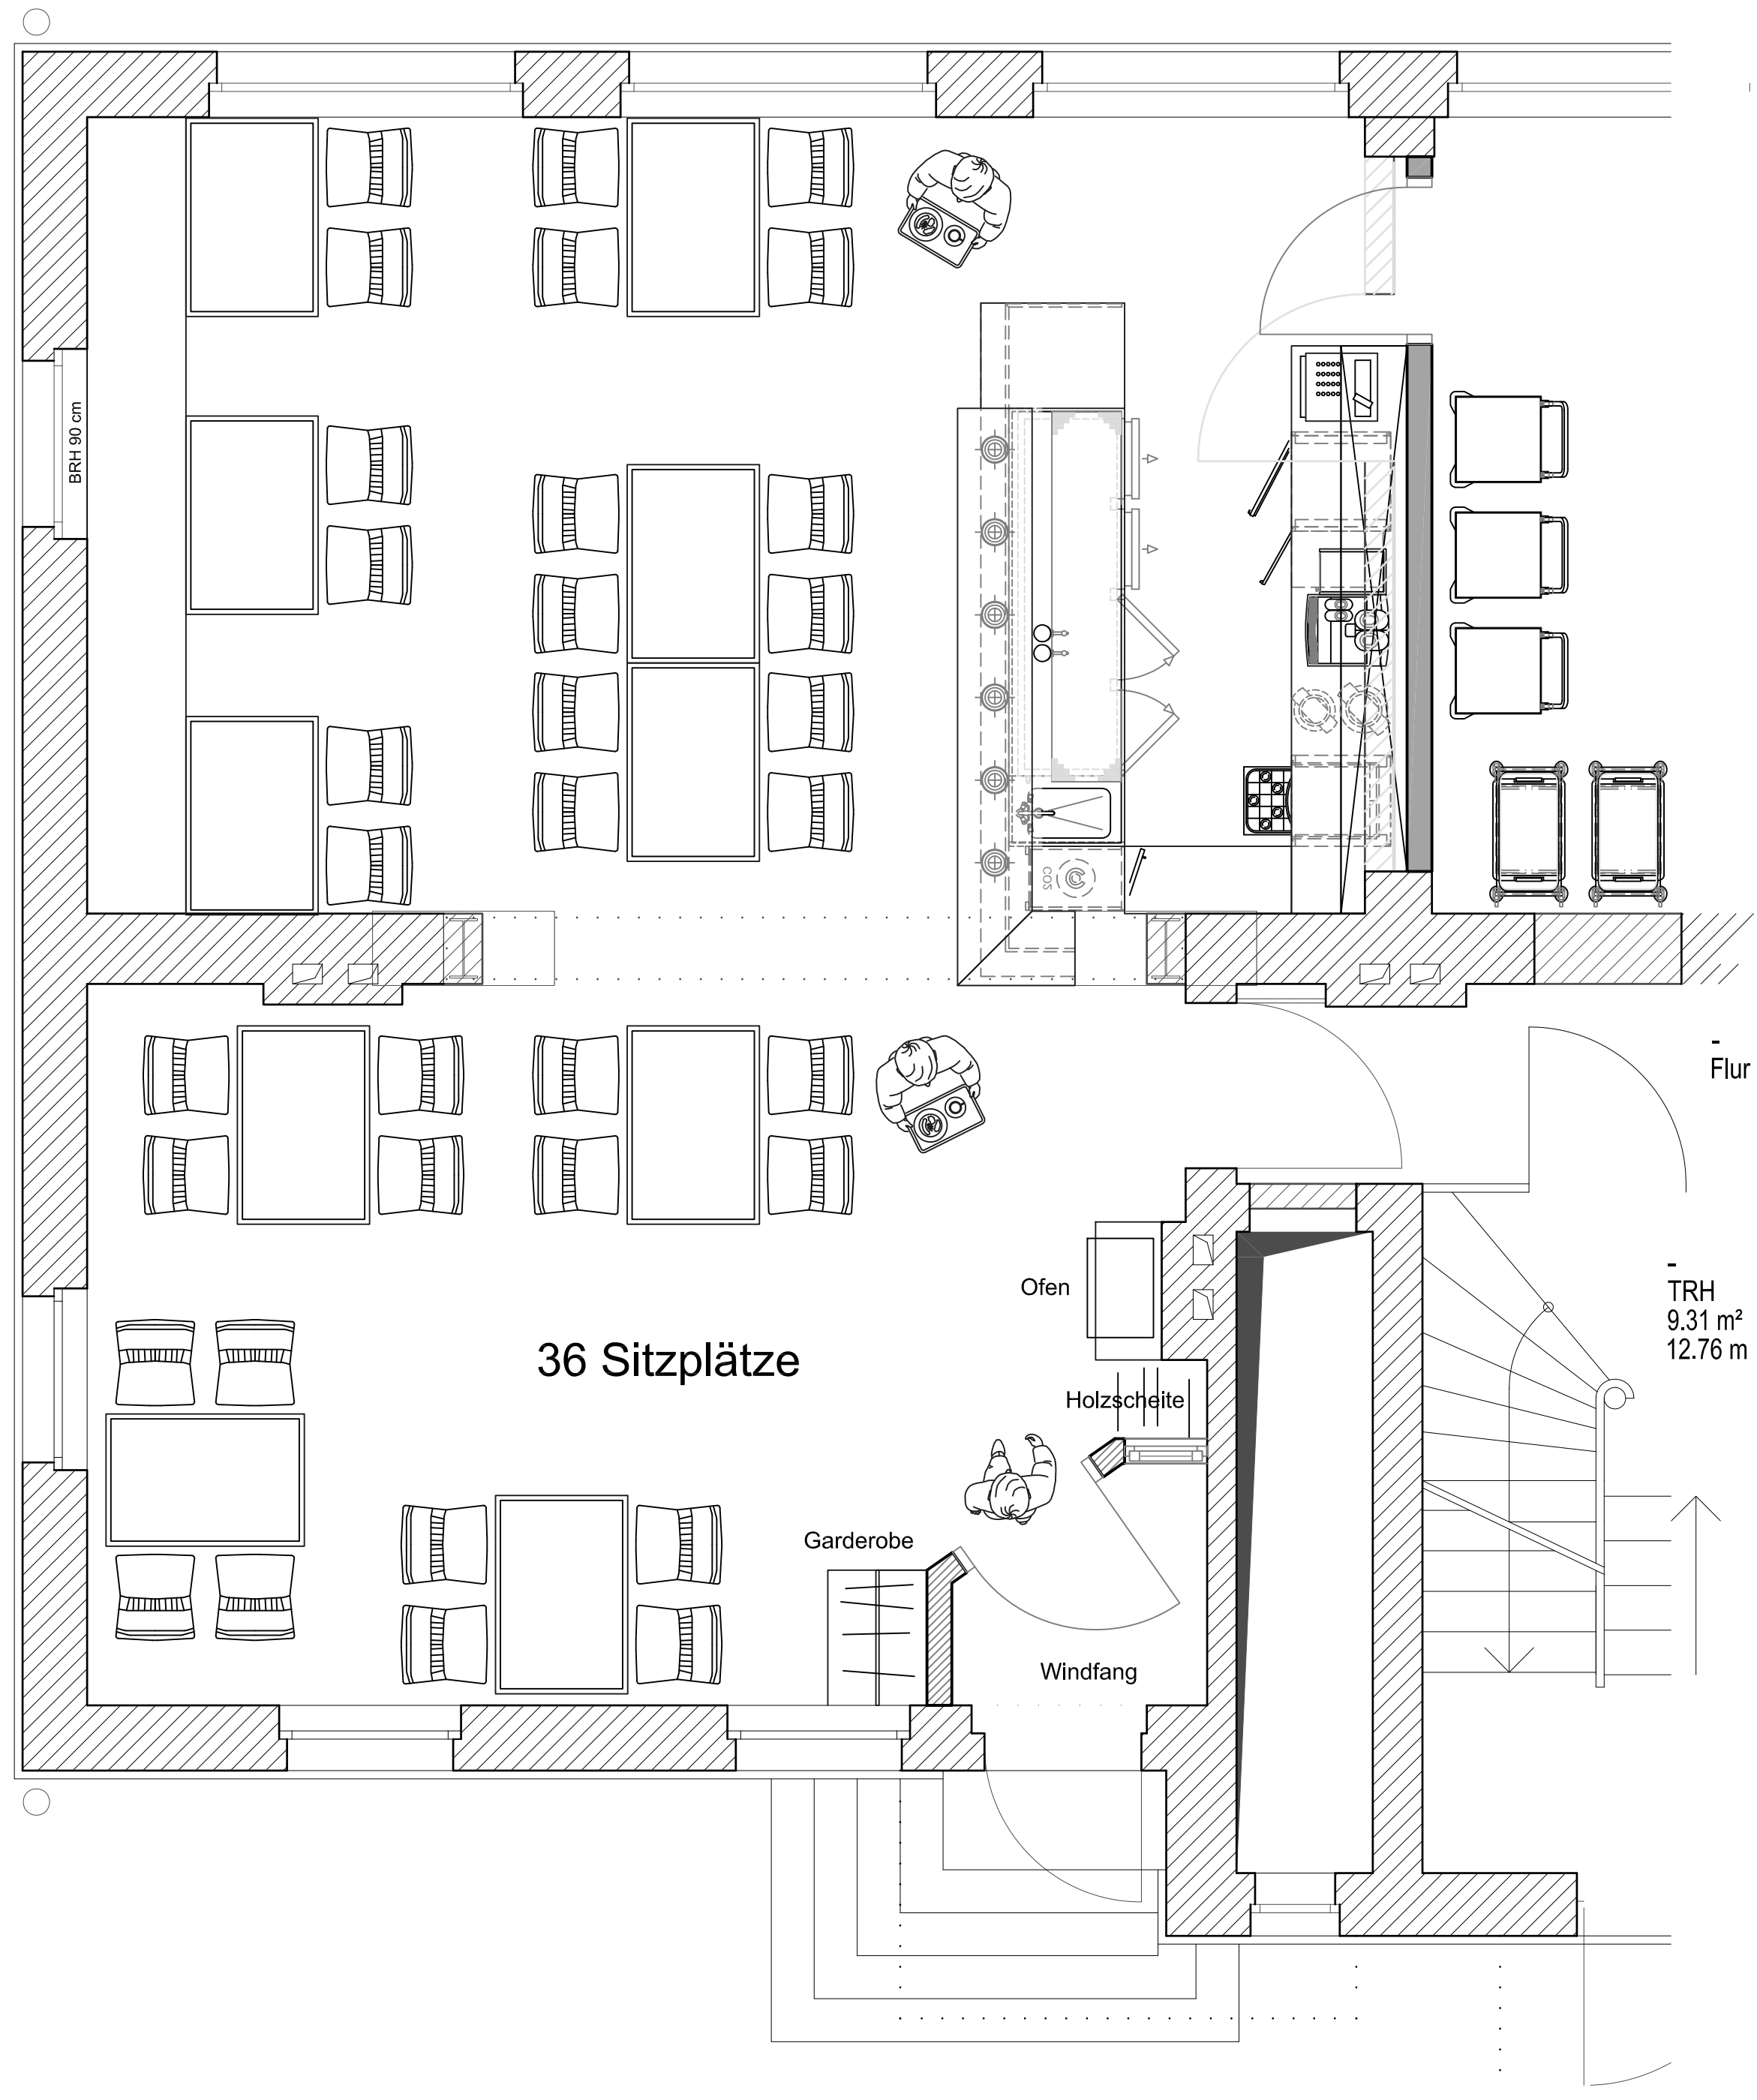 BRH 90 cm
CO2
-
Flur
Ofen
-
TRH
9.31 m²
12.76 m
36 Sitzplätze
Holzscheite
Garderobe
Windfang